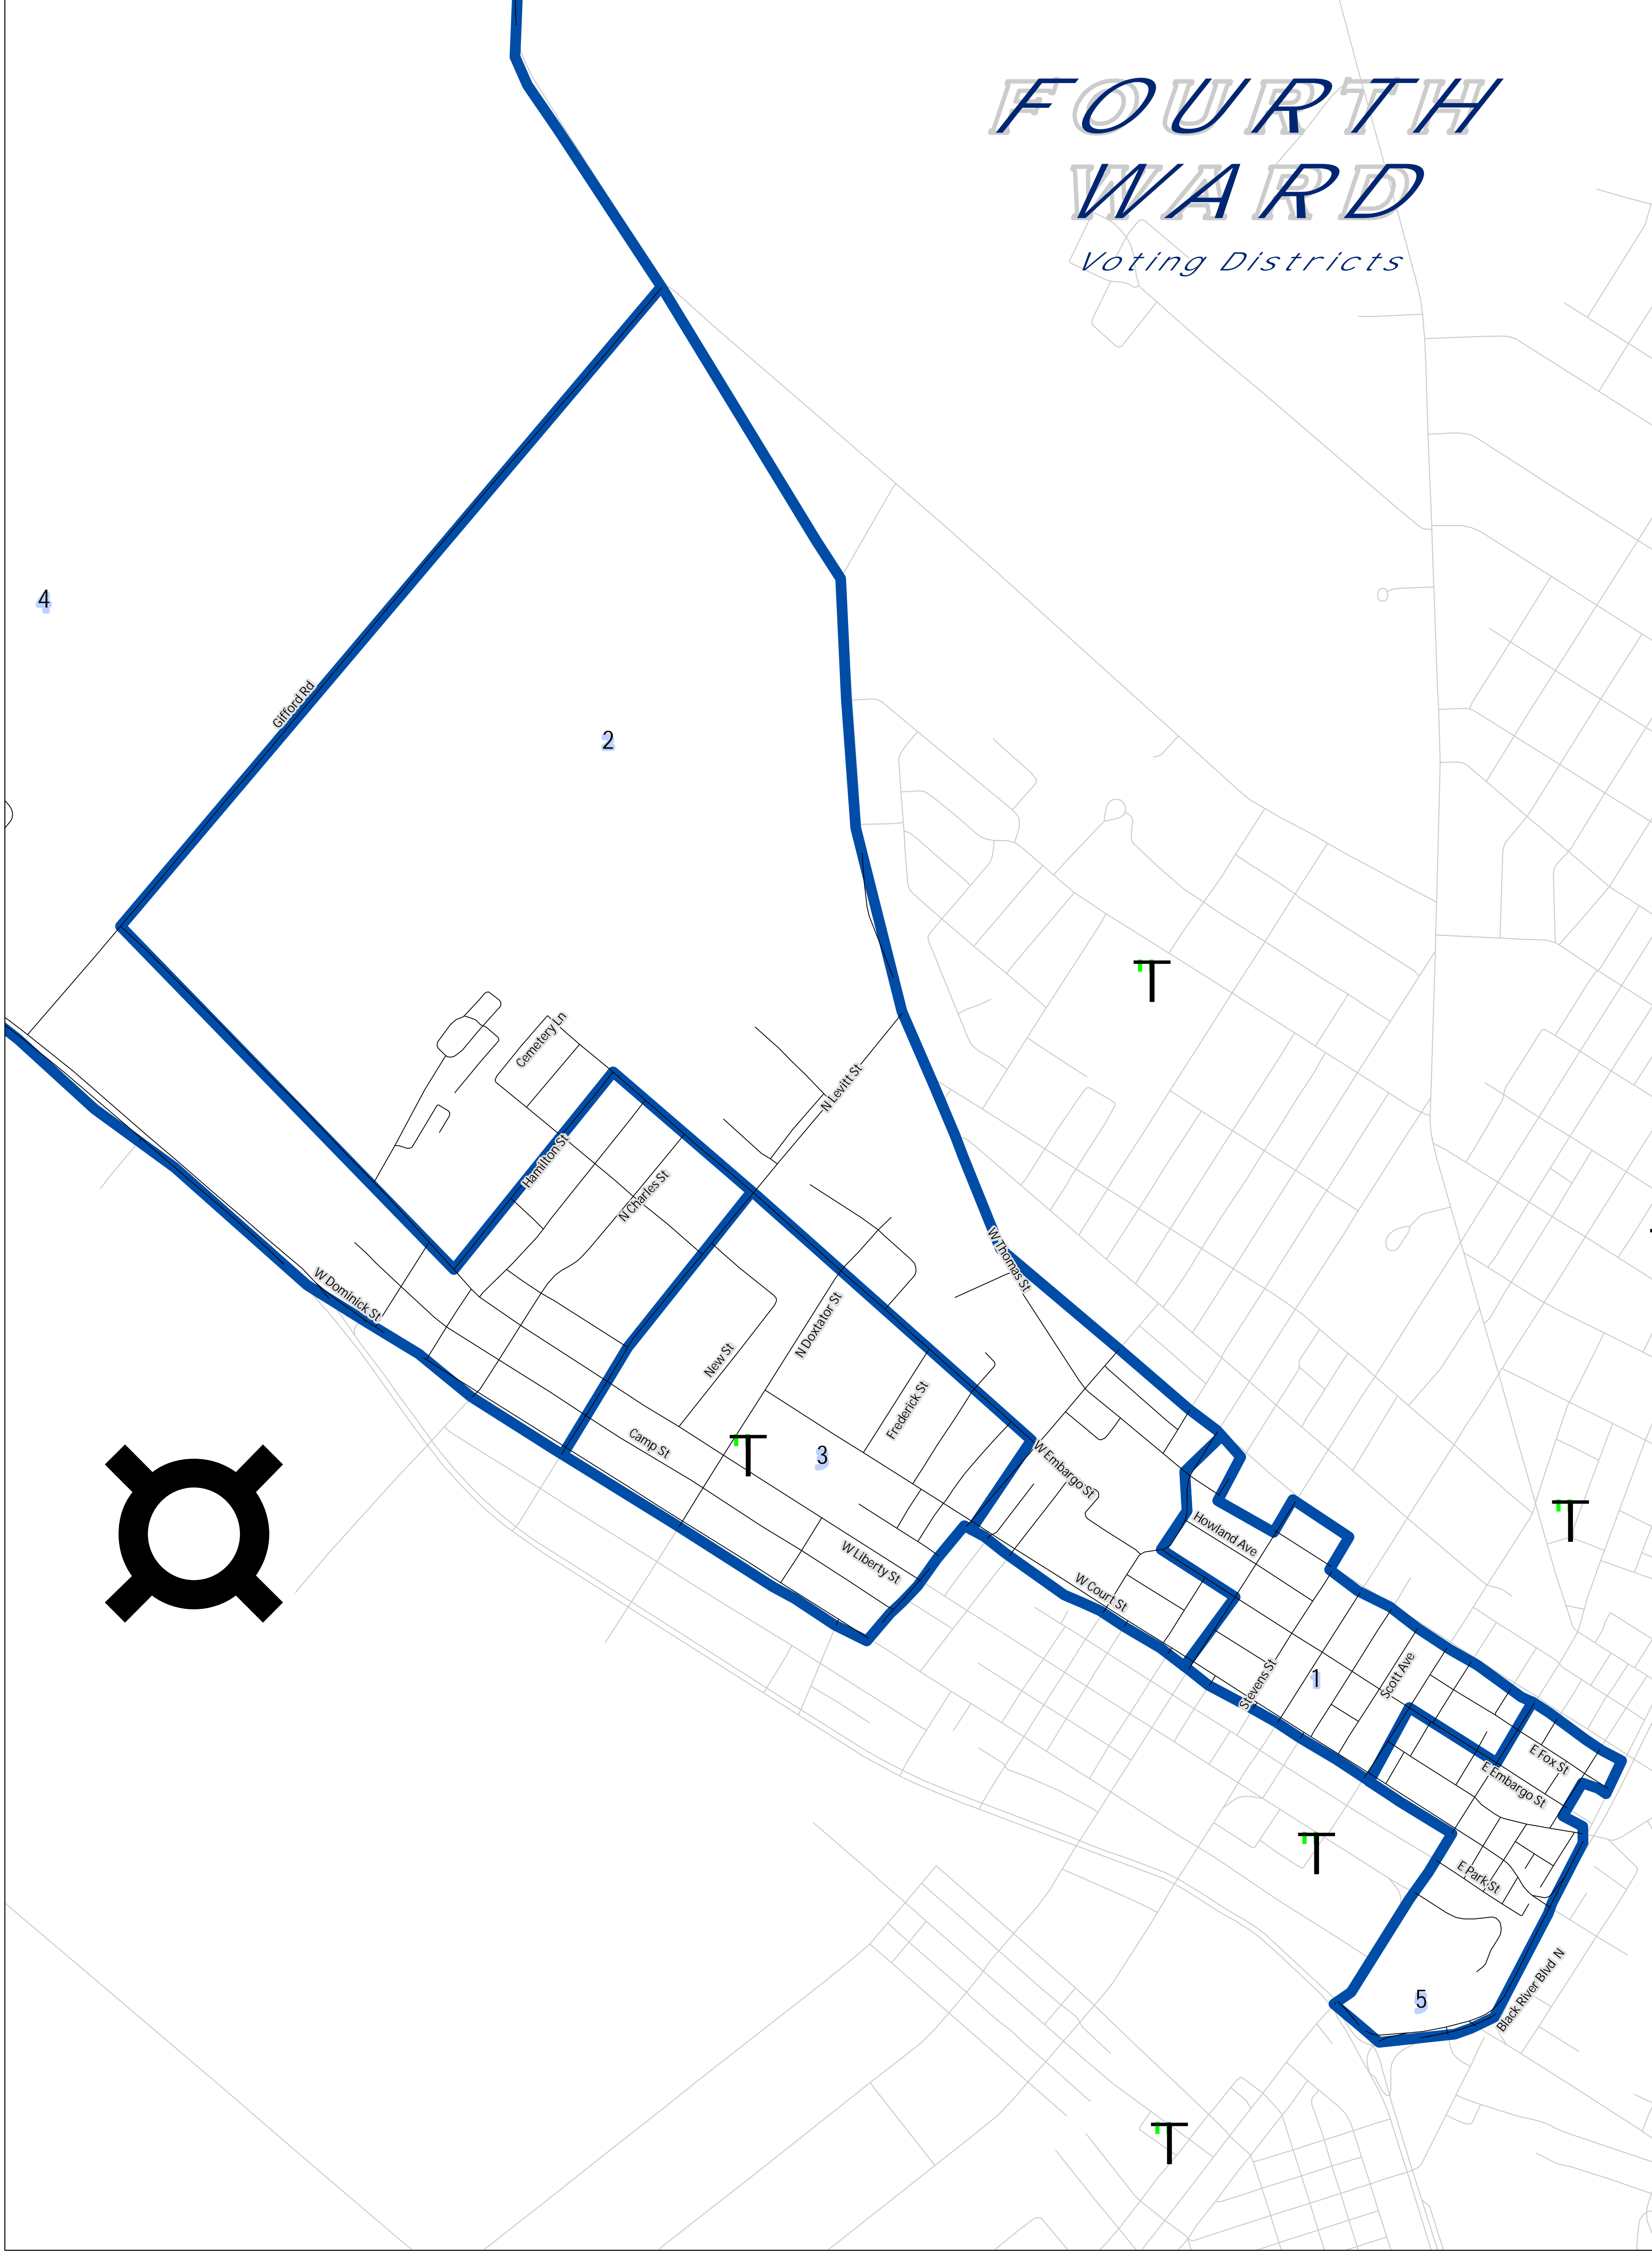 FOURTH
WARD
Voting Districts
4
Gifford Rd
2
Cemetery Ln
N Levitt St
Hamilton St
N Charles St
W Thomas St
W Dominick St
N Doxtator St
New St
Frederick St
Camp St
3
W Embargo St
Howland Ave
W Liberty St
W Court St
Stevens St
1
Scott Ave
E Fox St
E Embargo St
E Park St
5
Black River Blvd N
T
T
T
T
T